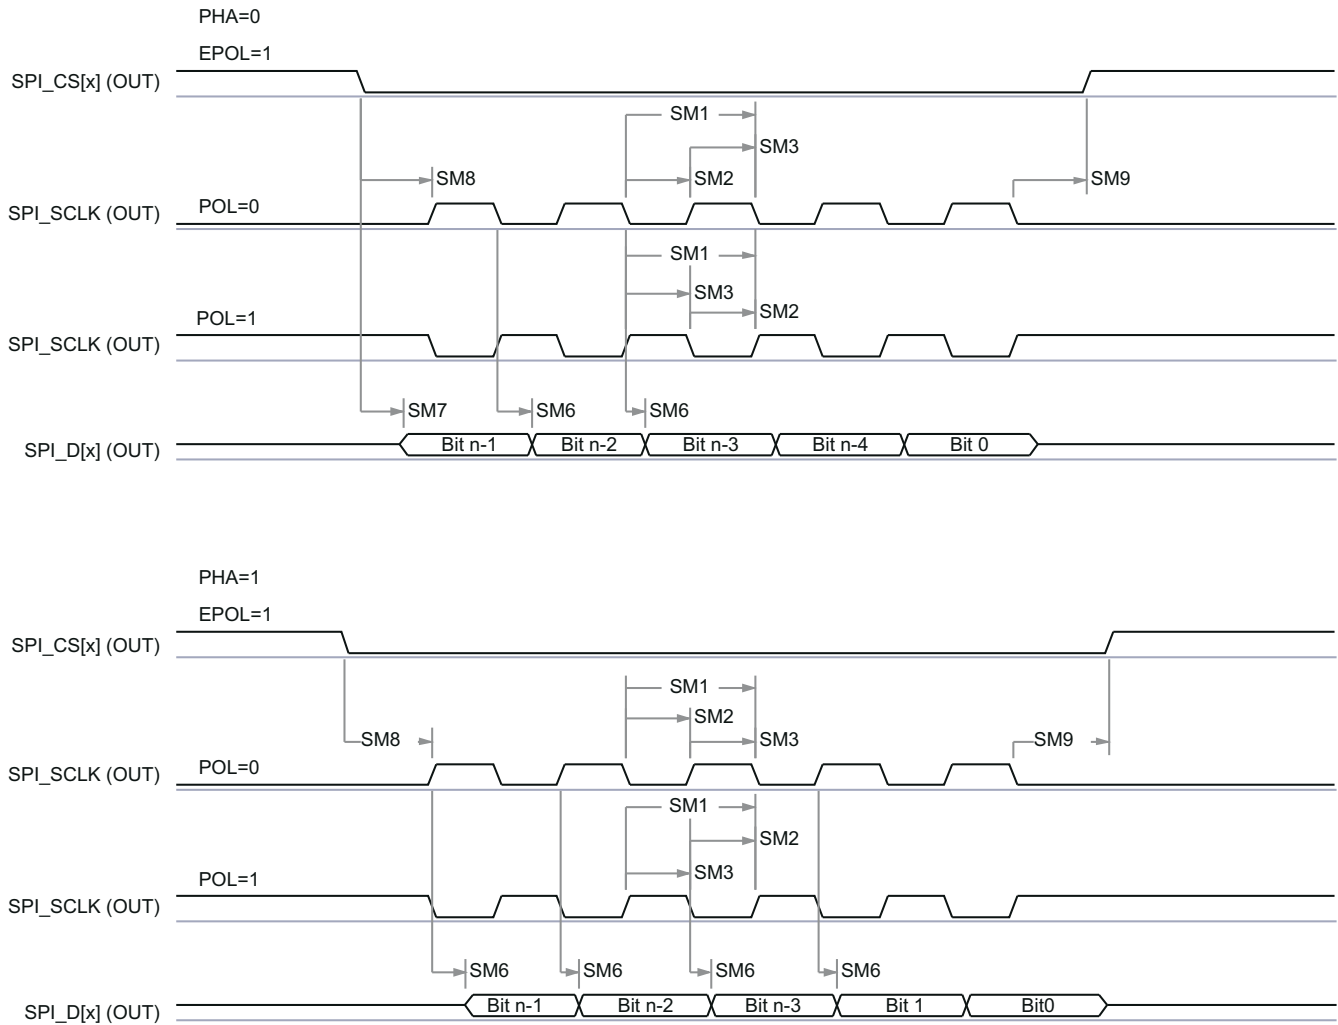 PHA=0
EPOL=1
SPI_CS[x] (OUT)
SM1
SM3
SM8
SM2
SM9
SPI_SCLK (OUT)
POL=0
SM1
SM3
SM2
POL=1
SPI_SCLK (OUT)
SM7
SM6
SM6
SPI_D[x] (OUT)
Bit n-1
Bit n-2
Bit n-3
Bit n-4
Bit 0
PHA=1
EPOL=1
SPI_CS[x] (OUT)
SM1
SM2
SM8
SM3
SM9
SPI_SCLK (OUT)
POL=0
SM1
SM2
SM3
POL=1
SPI_SCLK (OUT)
SM6
SM6
SM6
SM6
SPI_D[x] (OUT)
Bit n-1
Bit n-2
Bit n-3
Bit 1
Bit0